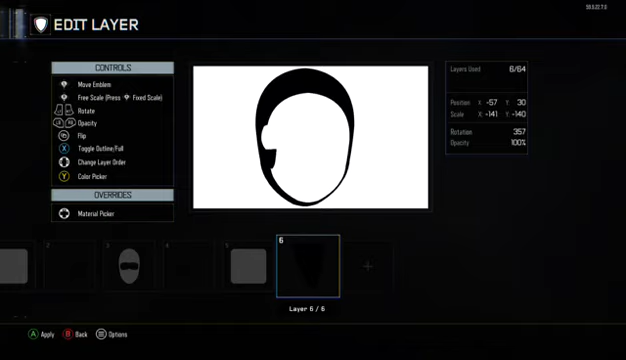 EDIT LAYER
CONTROLS
Move Emblem
Free Scale (Press Fixed Scale)
Rotate
Opacity
Flip
X Toggle Outline/Full
Change Layer Order
Y Color Picker
OVERRIDES
Material Picker
Layers Used 6/64
Position X -57 Y 30
Scale X -141 Y -140
Rotation 357
Opacity 100%
2
3
4
5
6
Layer 6 / 6
A Apply B Back Options